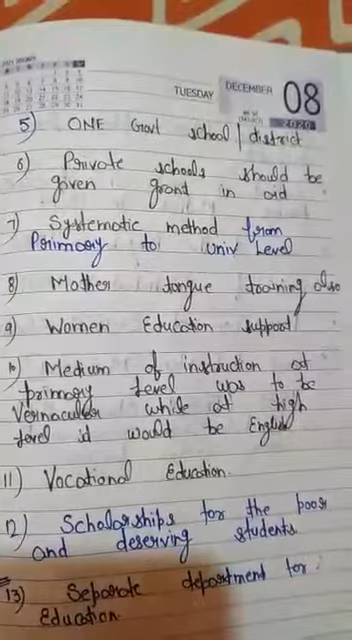 TUESDAY DECEMBER 08
2020
5) ONE Govt school / district
6) Private schools should be
given grant in aid
7) Systematic method from
Primary to Univ Level
8) Mother tongue training also
9) Women Education support
10) Medium of instruction at
primary level was to be
Vernacular while at high
level it would be English
11) Vocational Education.
12) Scholarships for the poor
and deserving students
13) Separate department for
Education.